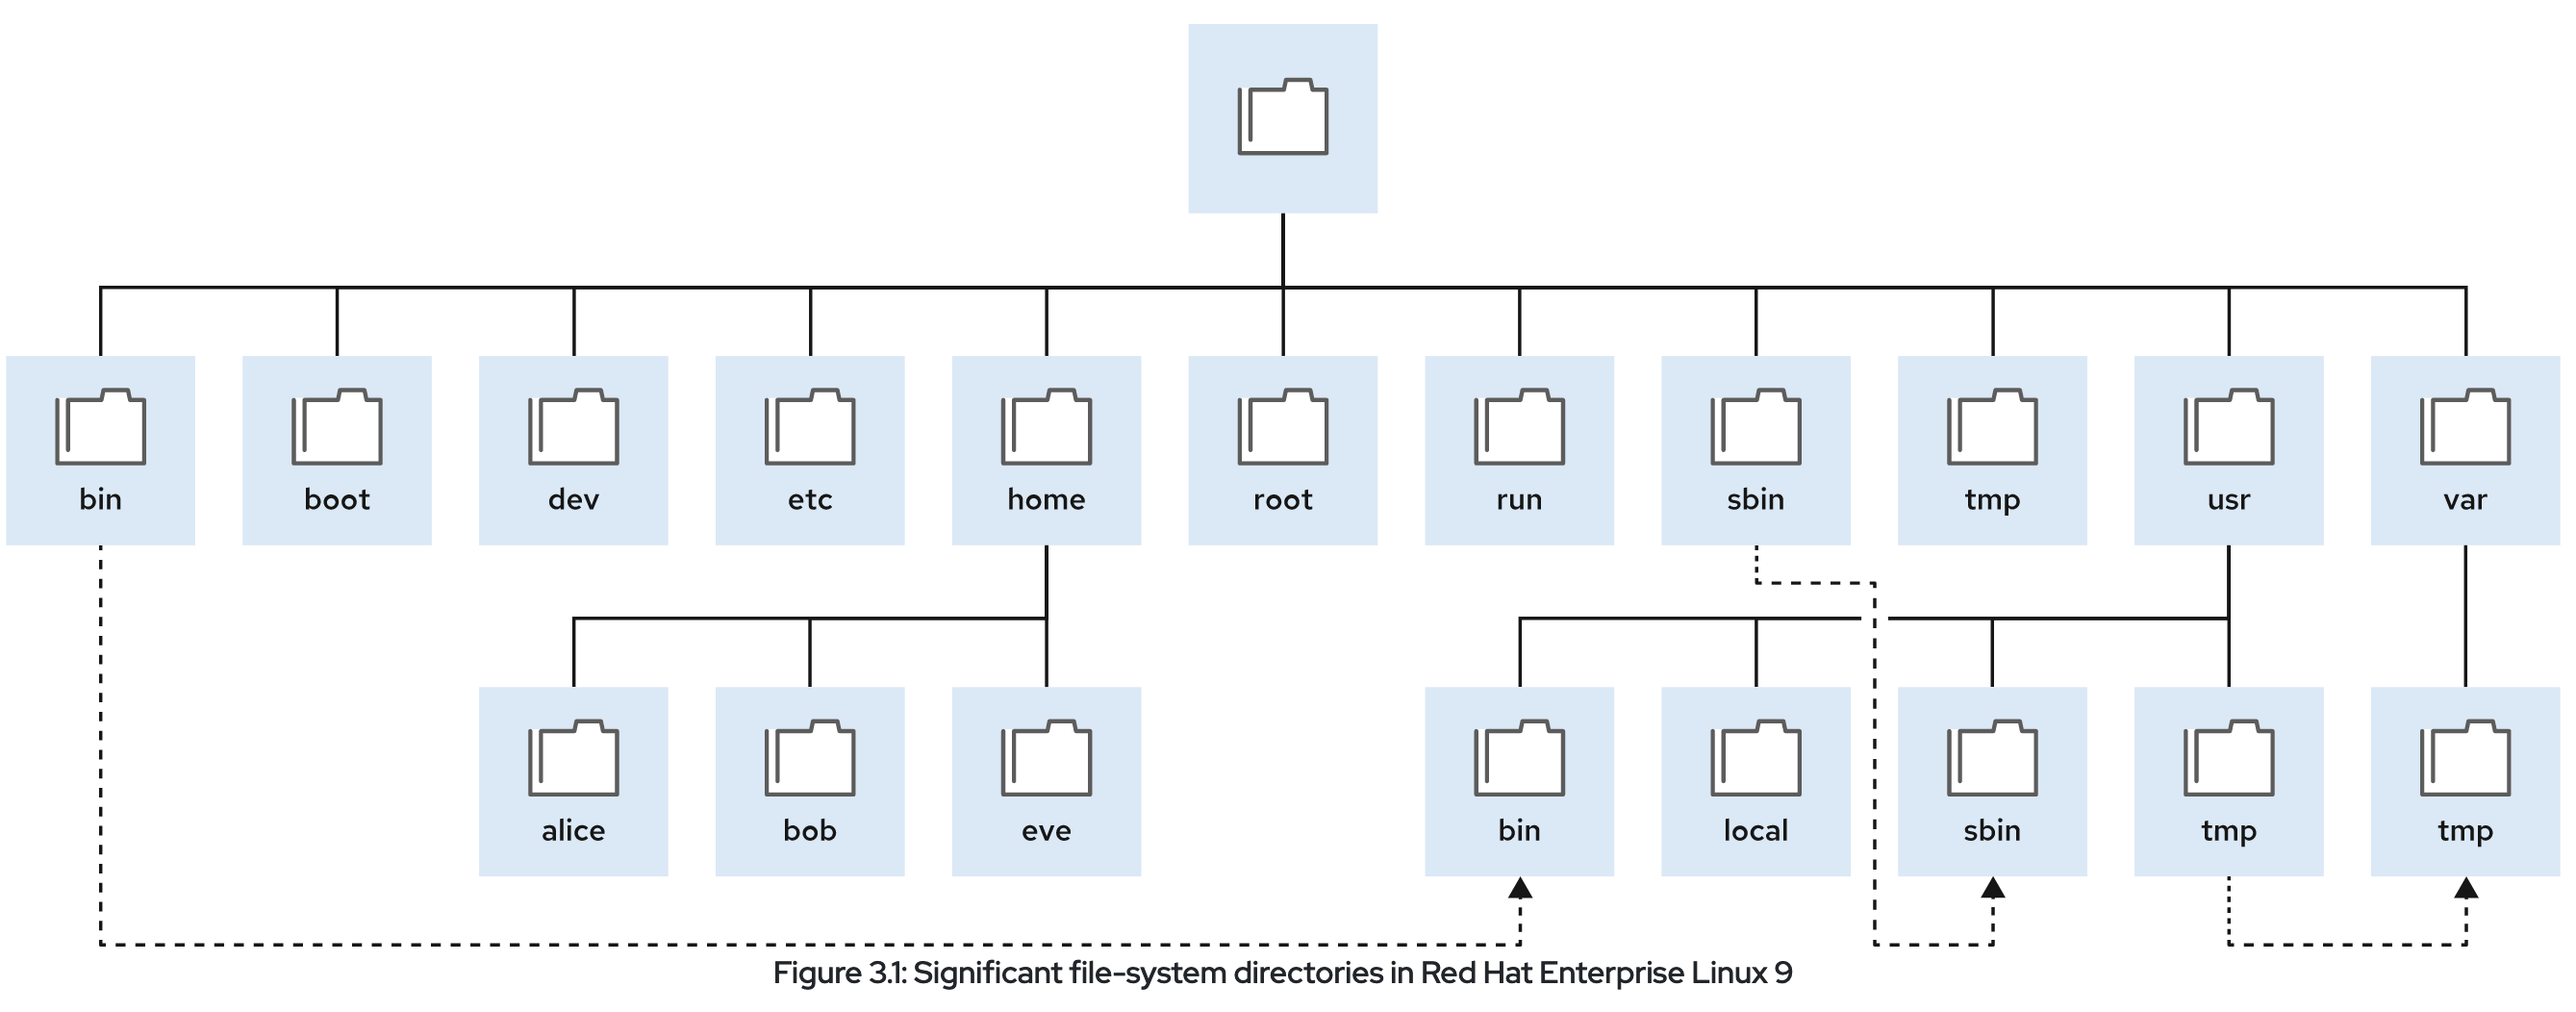 bin boot dev etc home root run sbin tmp usr var
alice bob eve bin local sbin tmp tmp
Figure 3.1: Significant file-system directories in Red Hat Enterprise Linux 9